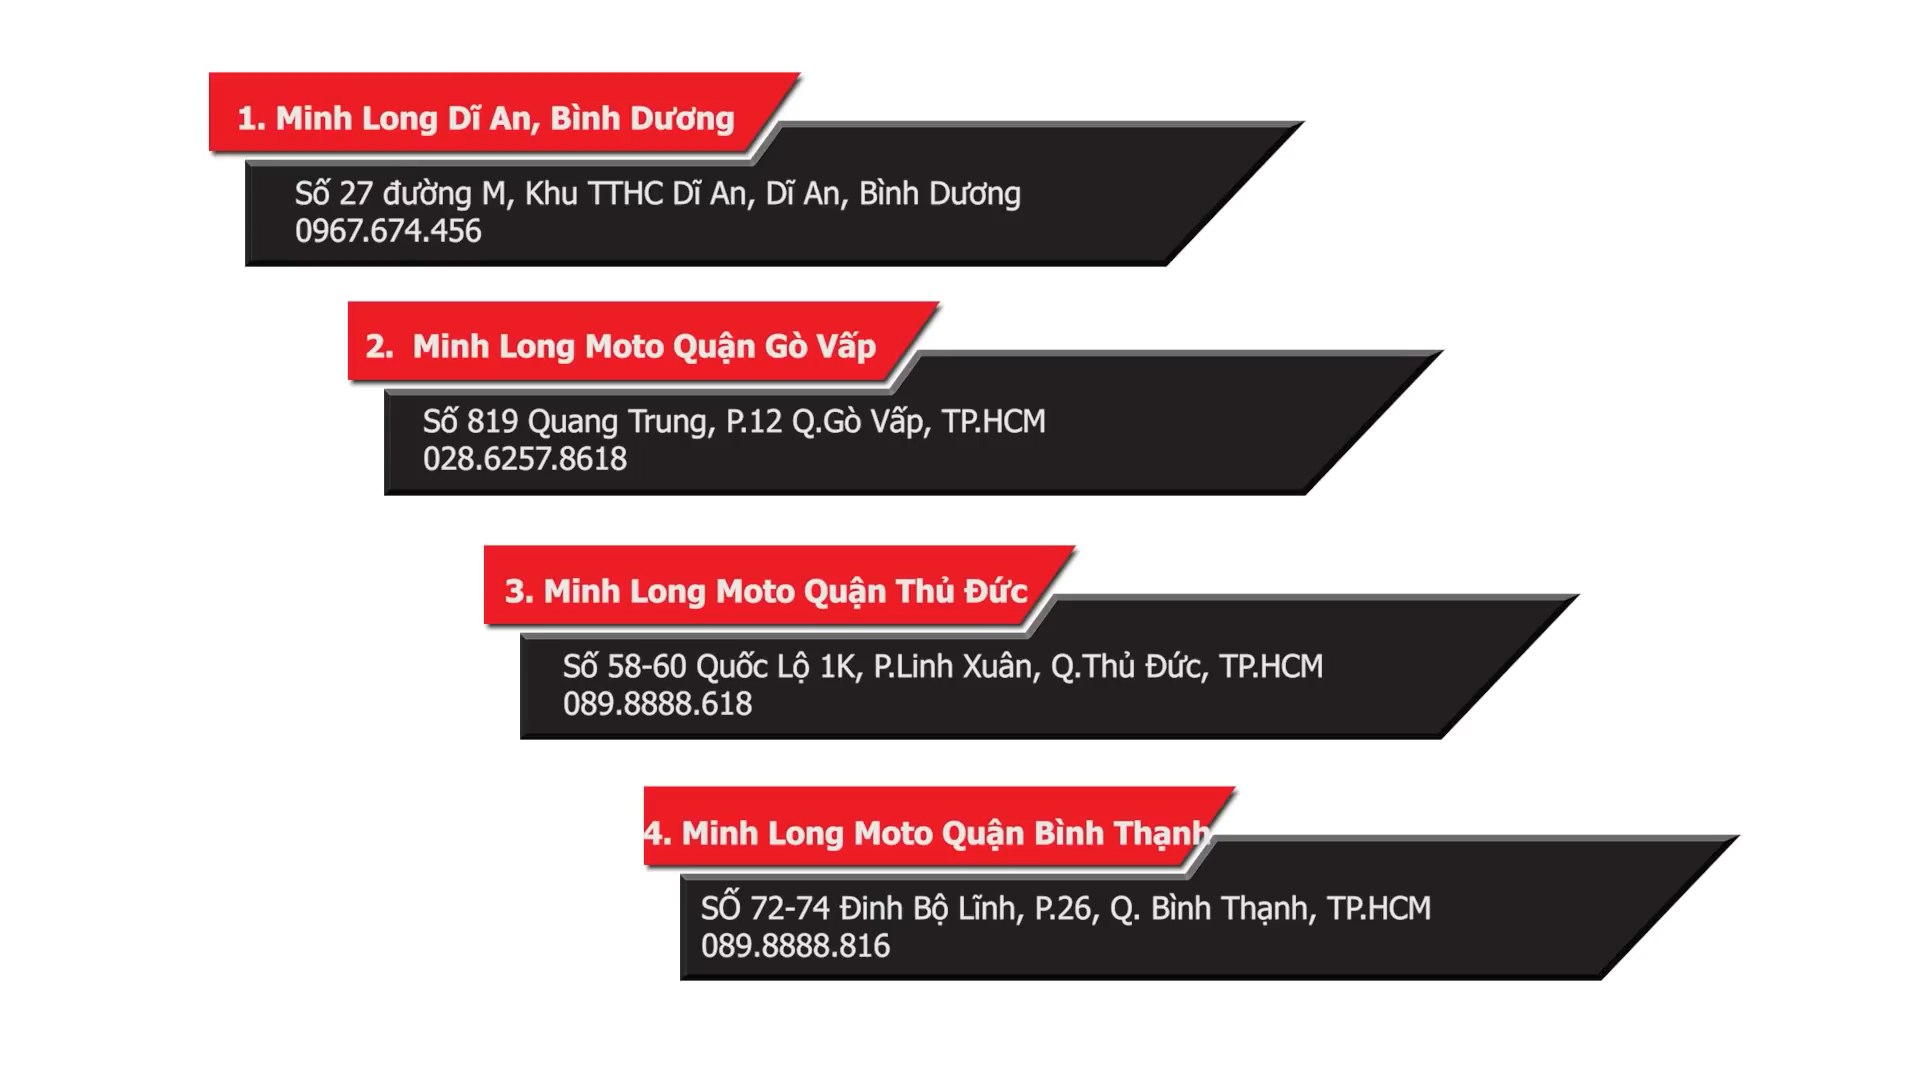 1. Minh Long Dĩ An, Bình Dương
Số 27 đường M, Khu TTHC Dĩ An, Dĩ An, Bình Dương
0967.674.456
2. Minh Long Moto Quận Gò Vấp
Số 819 Quang Trung, P.12 Q.Gò Vấp, TP.HCM
028.6257.8618
3. Minh Long Moto Quận Thủ Đức
Số 58-60 Quốc Lộ 1K, P.Linh Xuân, Q.Thủ Đức, TP.HCM
089.8888.618
4. Minh Long Moto Quận Bình Thạnh
SỐ 72-74 Đinh Bộ Lĩnh, P.26, Q. Bình Thạnh, TP.HCM
089.8888.816